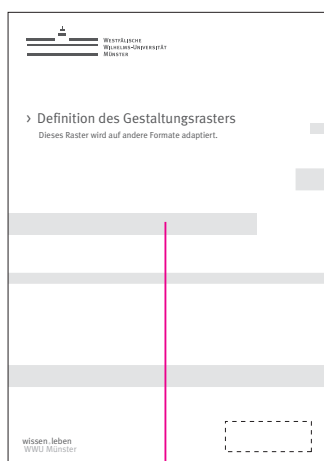 Westfälische
Wilhelms-Universität
Münster
> Definition des Gestaltungsrasters
Dieses Raster wird auf andere Formate adaptiert.
wissen.leben
WWU Münster